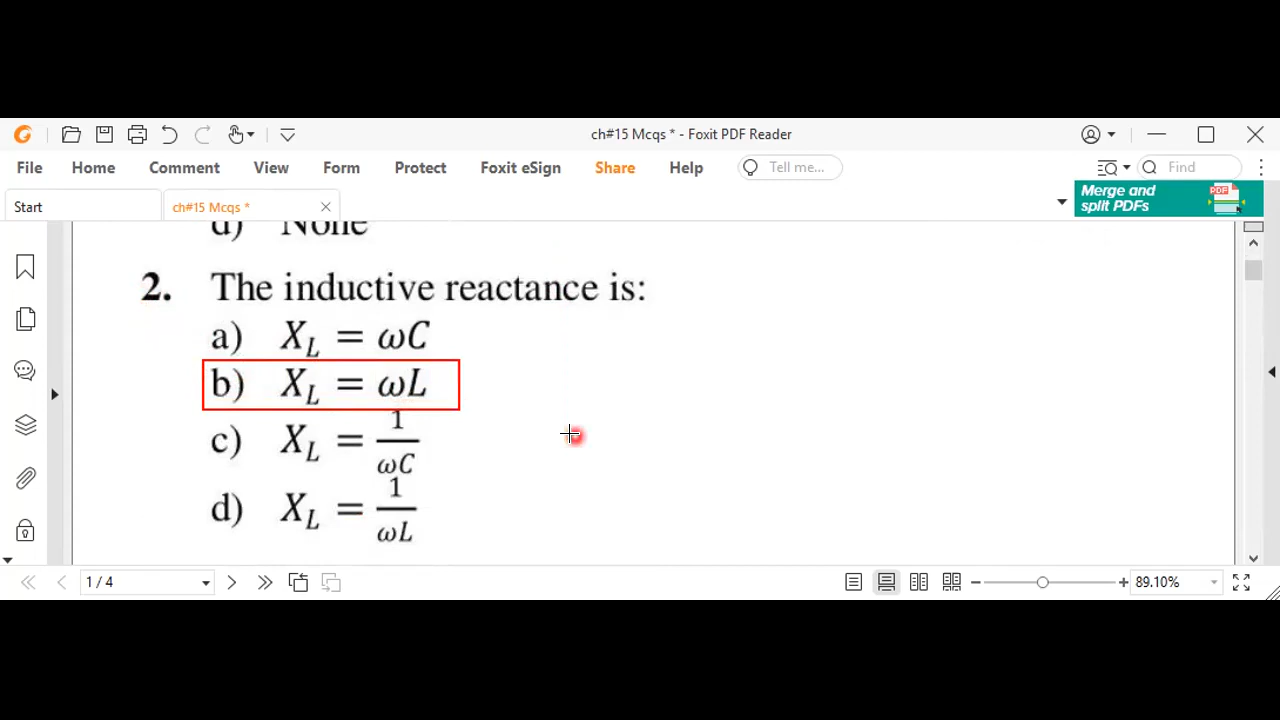 ch#15 Mcqs * - Foxit PDF Reader
File Home Comment View Form Protect Foxit eSign Share Help Tell me... Find
Start ch#15 Mcqs *
Merge and
split PDFs
PDF
d) None
2. The inductive reactance is:
a) X_L = ωC
b) X_L = ωL
c) X_L = 1/ωC
d) X_L = 1/ωL
1 / 4
89.10%